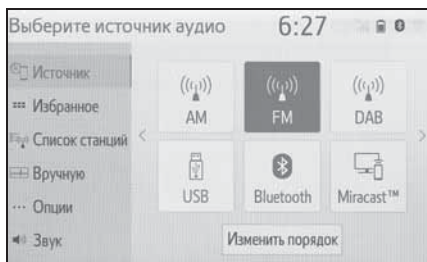 Выберите источник аудио 6:27
Источник
Избранное
Список станций
Вручную
Опции
Звук
AM FM DAB
USB Bluetooth Miracast™
Изменить порядок